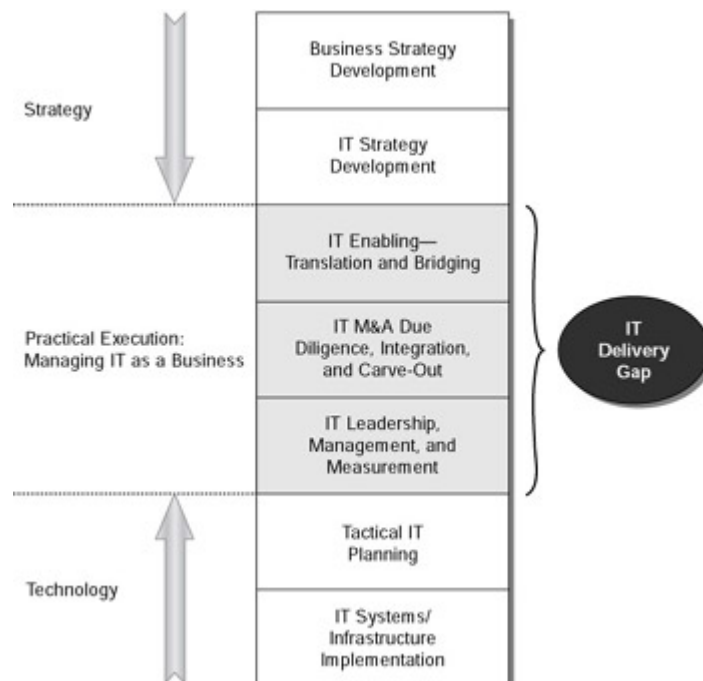 Business Strategy
Development
Strategy
IT Strategy
Development
IT Enabling—
Translation and Bridging
Practical Execution:
Managing IT as a Business
IT M&A Due
Diligence, Integration,
and Carve-Out
IT
Delivery
Gap
IT Leadership,
Management, and
Measurement
Tactical IT
Planning
Technology
IT Systems/
Infrastructure
Implementation